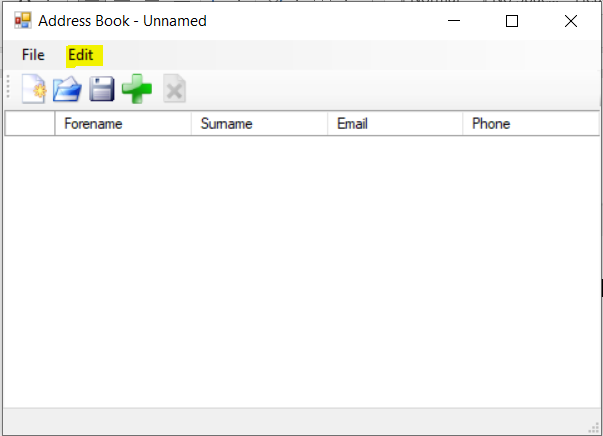 Address Book - Unnamed
File Edit
Forename Surname Email Phone